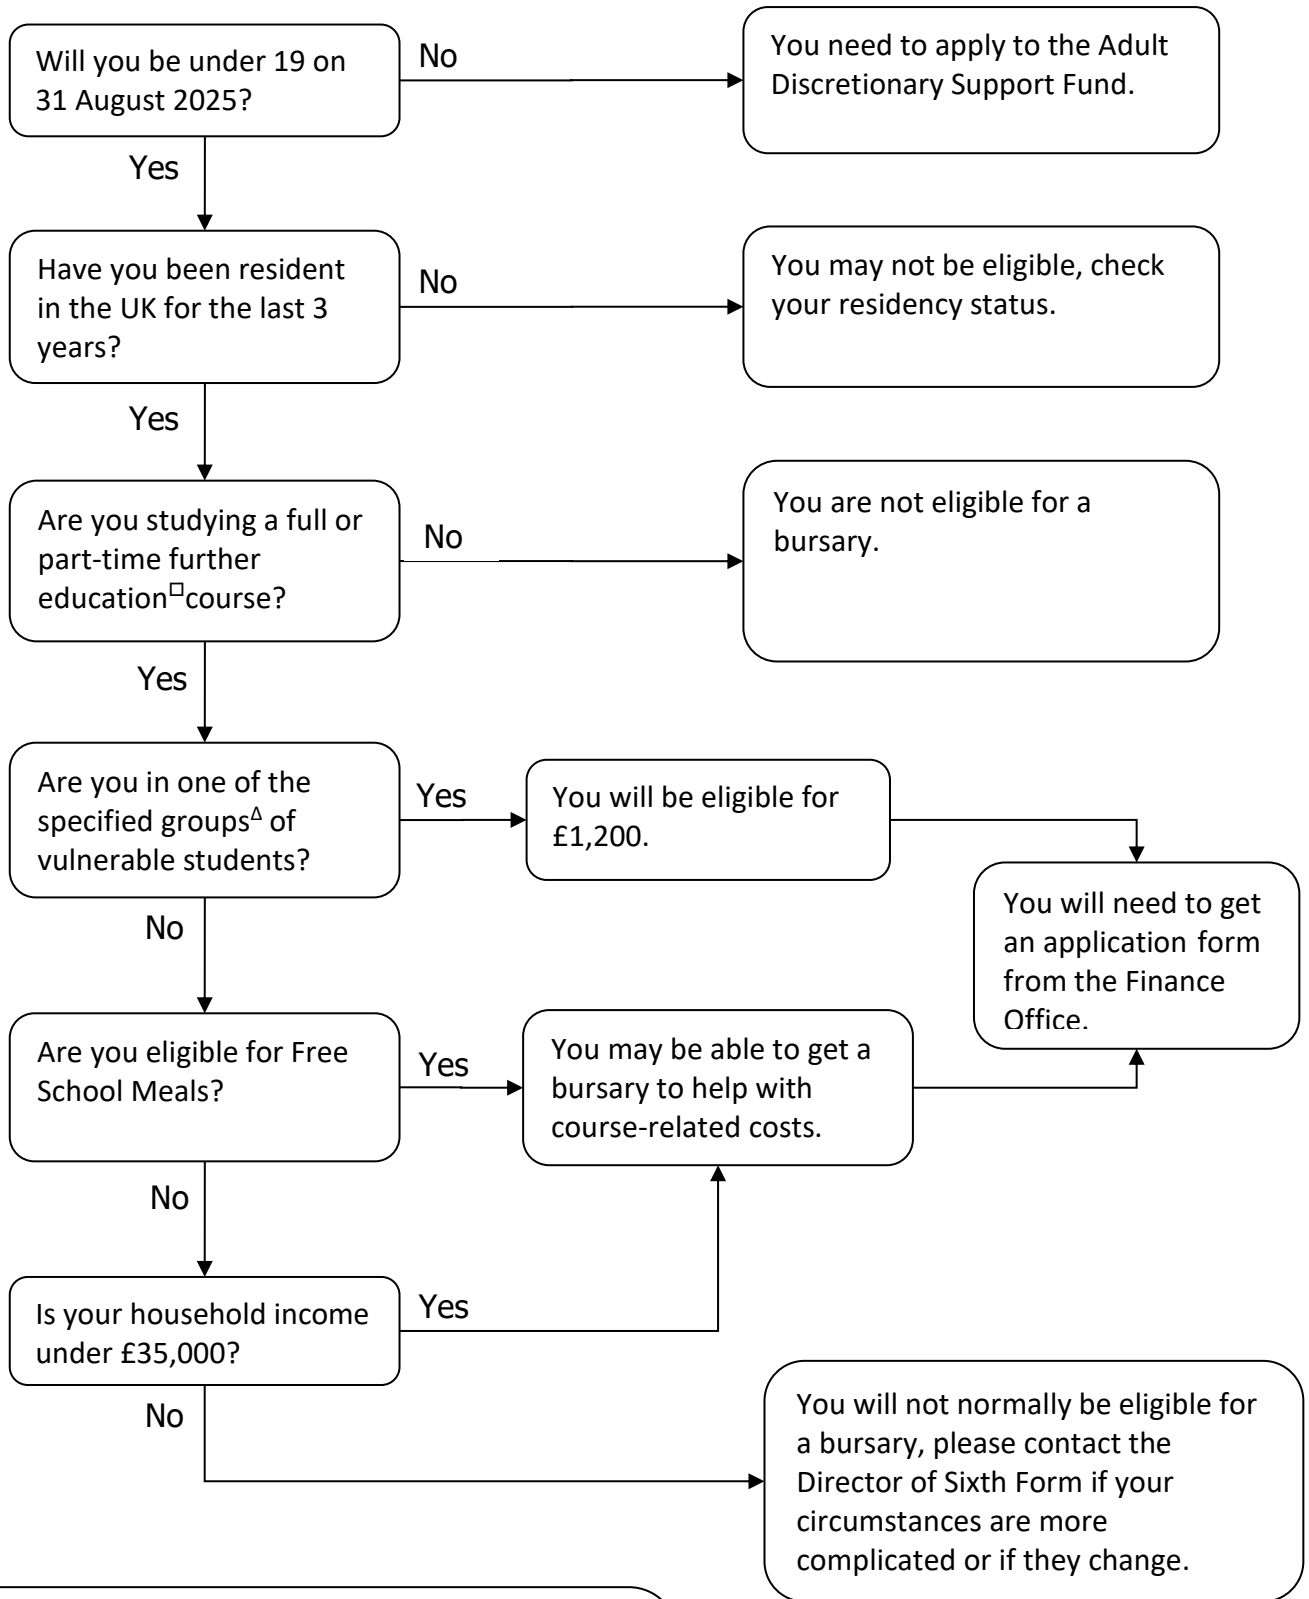 Will you be under 19 on
31 August 2025?
No
You need to apply to the Adult
Discretionary Support Fund.
Yes
Have you been resident
in the UK for the last 3
years?
No
You may not be eligible, check
your residency status.
Yes
Are you studying a full or
part-time further
education□course?
No
You are not eligible for a
bursary.
Yes
Are you in one of the
specified groupsᐞ of
vulnerable students?
Yes
You will be eligible for
£1,200.
You will need to get
an application form
from the Finance
Office.
No
Are you eligible for Free
School Meals?
Yes
You may be able to get a
bursary to help with
course-related costs.
No
Is your household income
under £35,000?
Yes
No
You will not normally be eligible for
a bursary, please contact the
Director of Sixth Form if your
circumstances are more
complicated or if they change.